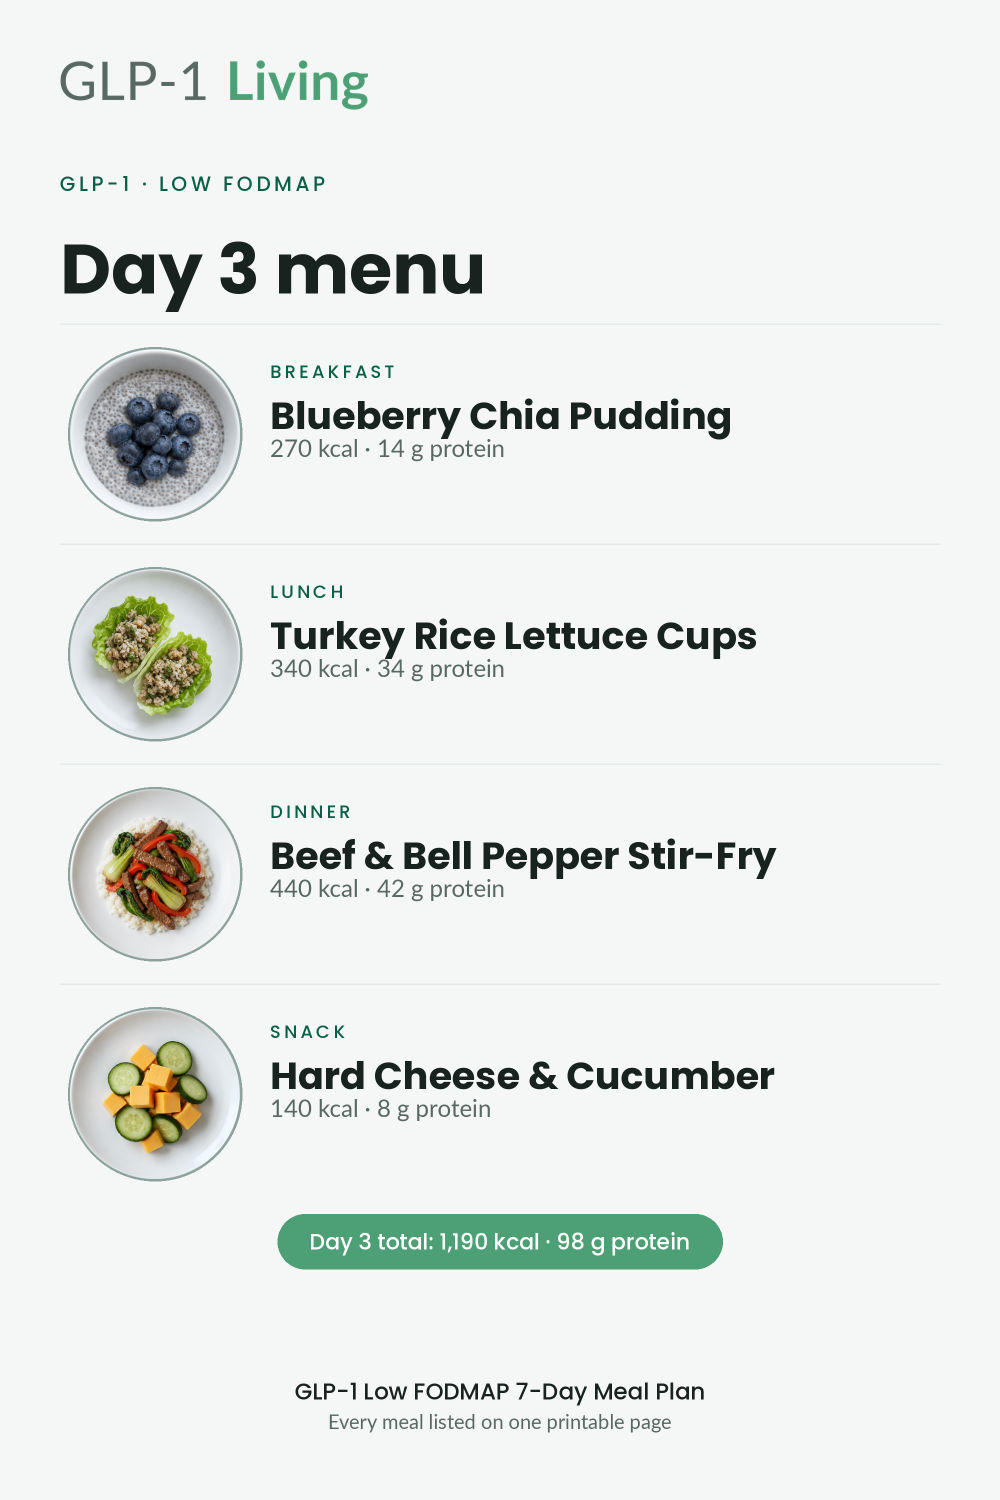 GLP-1 Living
GLP-1 · LOW FODMAP
Day 3 menu
BREAKFAST
Blueberry Chia Pudding
270 kcal · 14 g protein
LUNCH
Turkey Rice Lettuce Cups
340 kcal · 34 g protein
DINNER
Beef & Bell Pepper Stir-Fry
440 kcal · 42 g protein
SNACK
Hard Cheese & Cucumber
140 kcal · 8 g protein
Day 3 total: 1,190 kcal · 98 g protein
GLP-1 Low FODMAP 7-Day Meal Plan
Every meal listed on one printable page